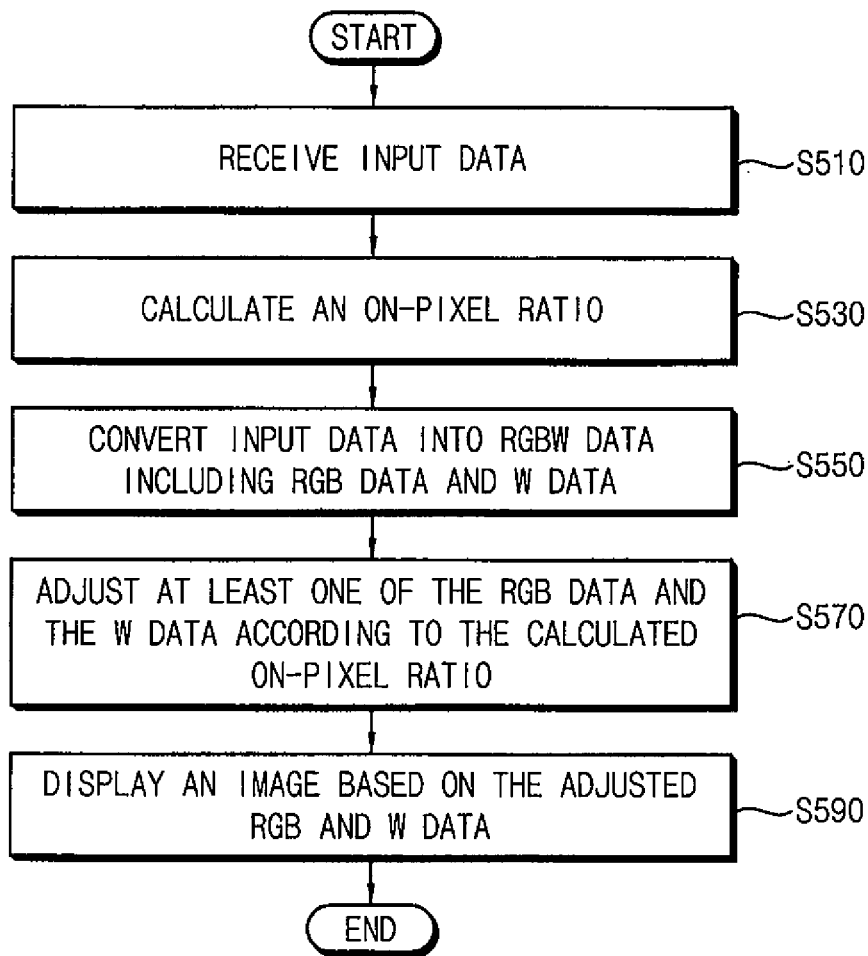 START
RECEIVE INPUT DATA
S510
CALCULATE AN ON-PIXEL RATIO
S530
CONVERT INPUT DATA INTO RGBW DATA
INCLUDING RGB DATA AND W DATA
S550
ADJUST AT LEAST ONE OF THE RGB DATA AND
THE W DATA ACCORDING TO THE CALCULATED
ON-PIXEL RATIO
S570
DISPLAY AN IMAGE BASED ON THE ADJUSTED
RGB AND W DATA
S590
END